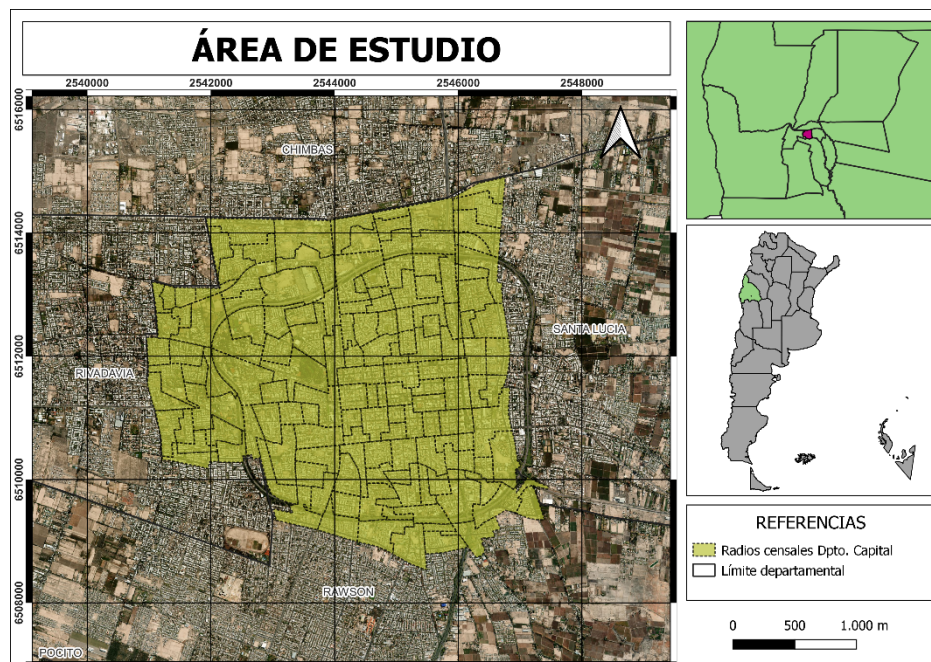 ÁREA DE ESTUDIO
2540000 2542000 2544000 2546000 2548000
6516000
6514000
6512000
6510000
6508000
CHIMBAS
SANTA LUCIA
RIVADAVIA
RAWSON
POCITO
REFERENCIAS
Radios censales Dpto. Capital
Límite departamental
0 500 1.000 m